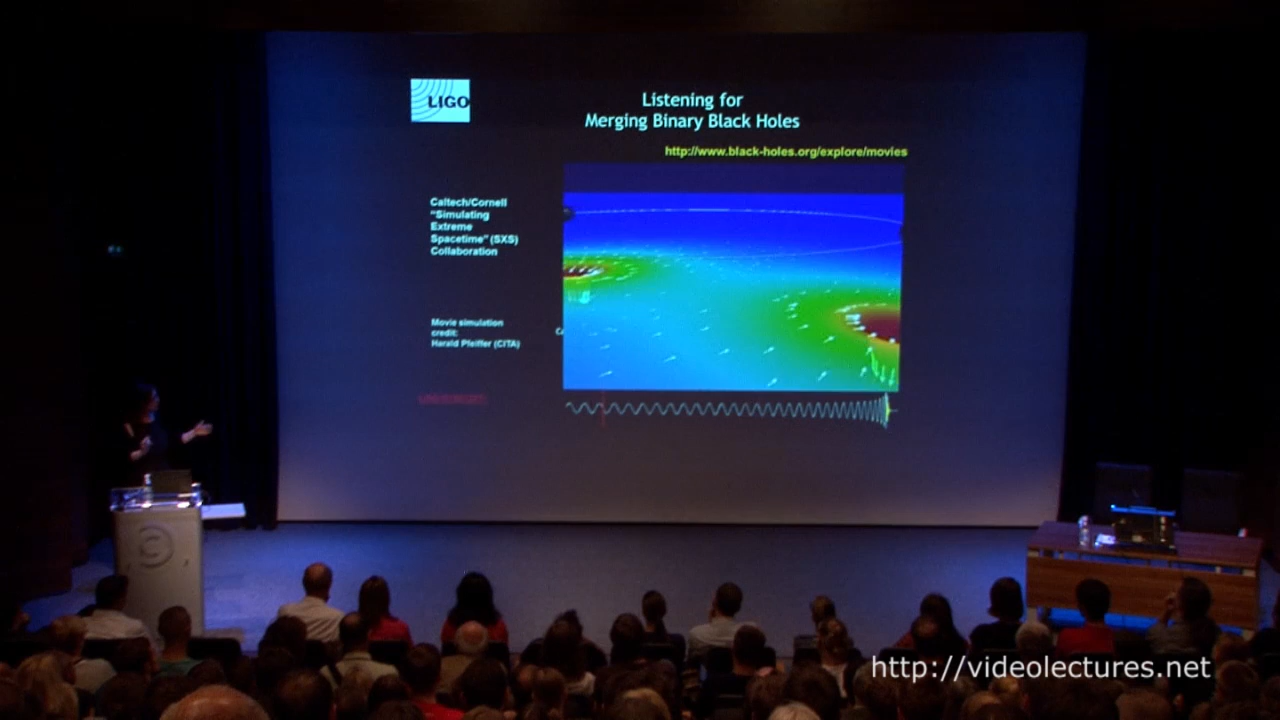 LIGO
Listening for
Merging Binary Black Holes
http://www.black-holes.org/explore/movies
Caltech/Cornell
"Simulating
Extreme
Spacetime" (SXS)
Collaboration
Movie simulation
credit:
Harald Pfeiffer (CITA)
http://videolectures.net